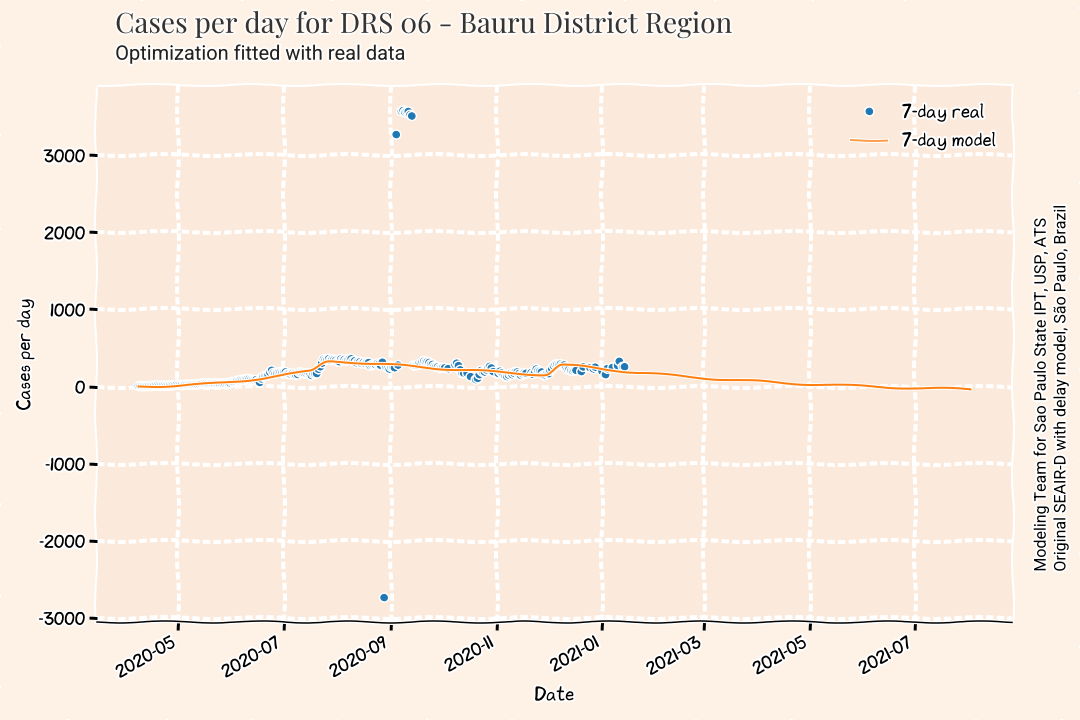 Cases per day for DRS 06 - Bauru District Region
Optimization fitted with real data
7-day real
7-day model
3000
2000
1000
0
-1000
-2000
-3000
Cases per day
2020-05
2020-07
2020-09
2020-11
2021-01
2021-03
2021-05
2021-07
Date
Modeling Team for Sao Paulo State IPT, USP, ATS
Original SEAIR-D with delay model, São Paulo, Brazil